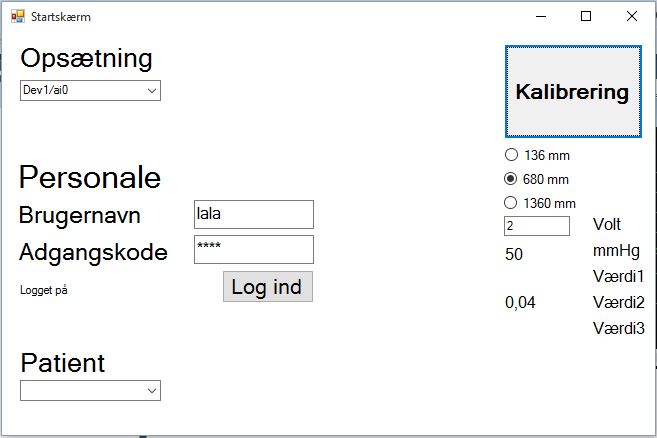 Startskærm
Opsætning
Dev1/ai0
Kalibrering
136 mm
680 mm
1360 mm
Personale
Brugernavn lala
Adgangskode ****
Logget på Log ind
2 Volt
50 mmHg
Værdi1
0,04 Værdi2
Værdi3
Patient